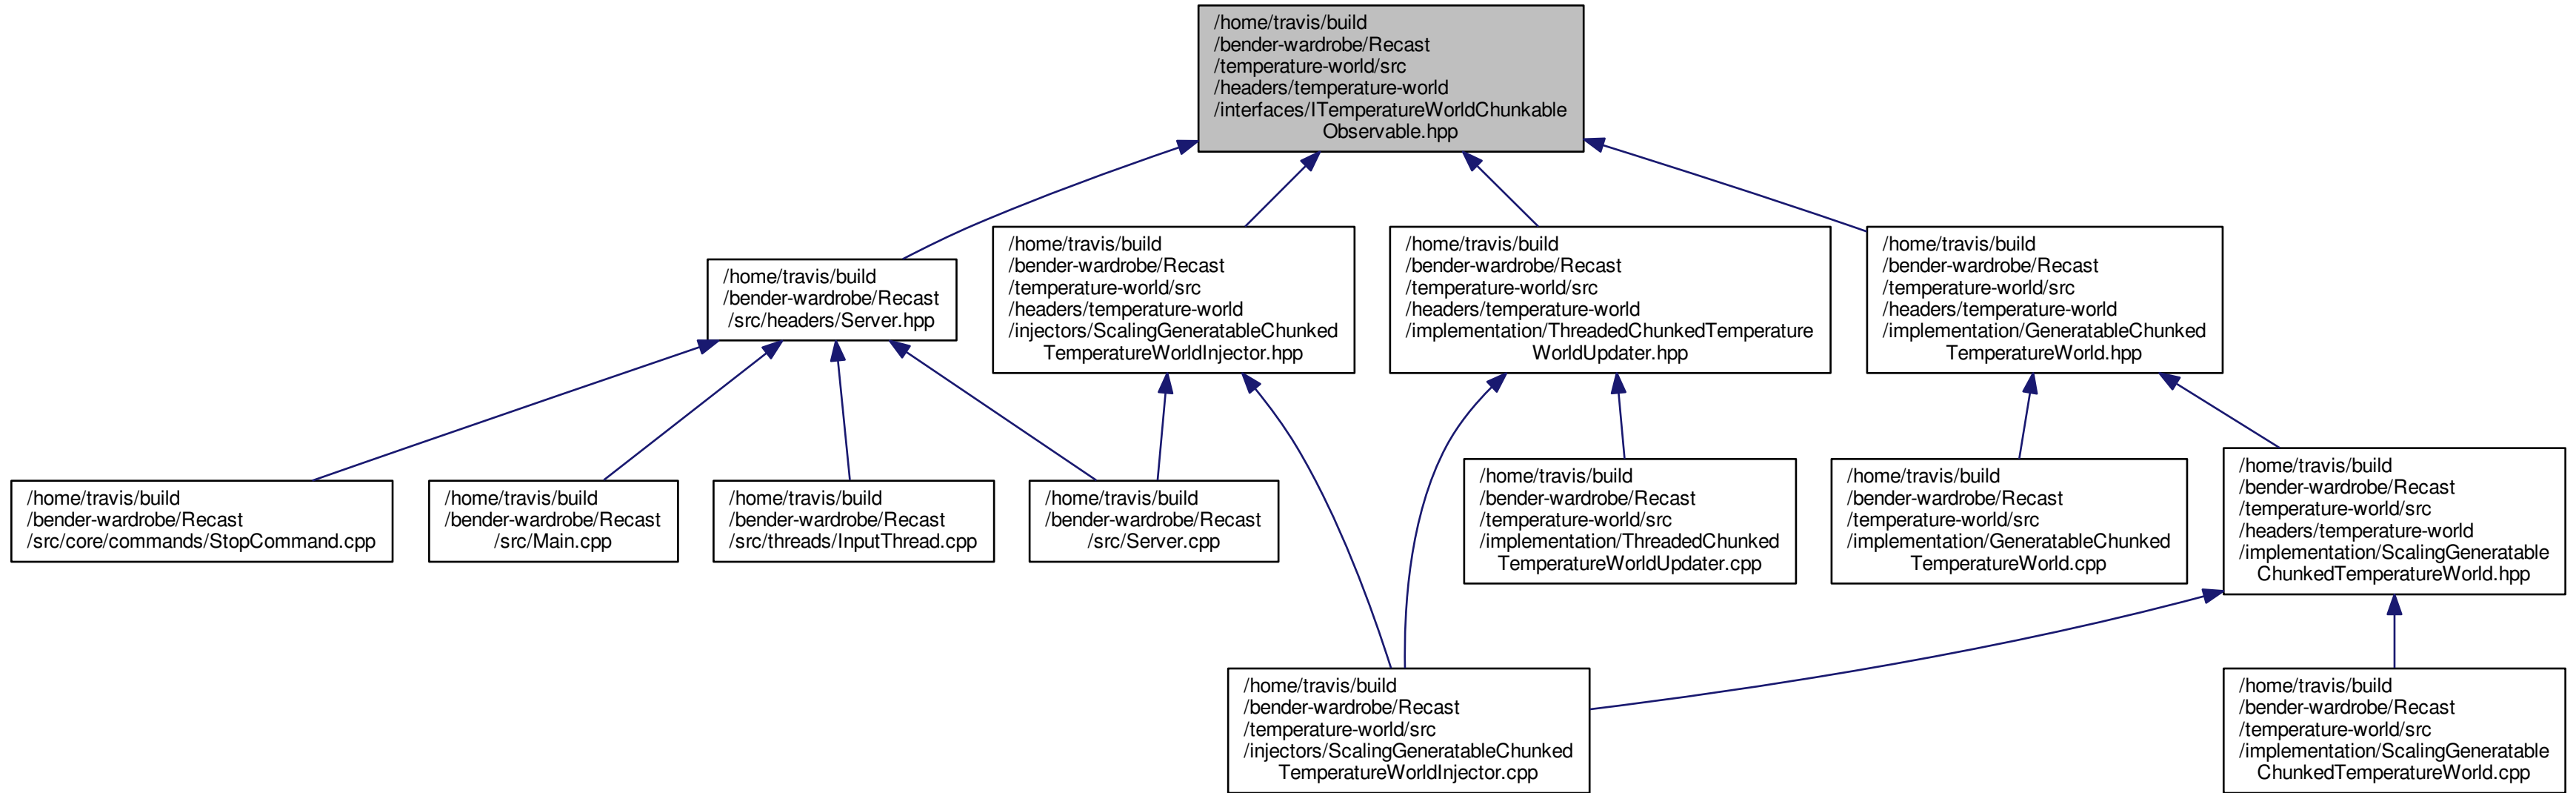 /home/travis/build
/bender-wardrobe/Recast
/temperature-world/src
/headers/temperature-world
/interfaces/ITemperatureWorldChunkable
Observable.hpp
/home/travis/build
/bender-wardrobe/Recast
/src/headers/Server.hpp
/home/travis/build
/bender-wardrobe/Recast
/temperature-world/src
/headers/temperature-world
/injectors/ScalingGeneratableChunked
TemperatureWorldInjector.hpp
/home/travis/build
/bender-wardrobe/Recast
/temperature-world/src
/headers/temperature-world
/implementation/ThreadedChunkedTemperature
WorldUpdater.hpp
/home/travis/build
/bender-wardrobe/Recast
/temperature-world/src
/headers/temperature-world
/implementation/GeneratableChunked
TemperatureWorld.hpp
/home/travis/build
/bender-wardrobe/Recast
/src/core/commands/StopCommand.cpp
/home/travis/build
/bender-wardrobe/Recast
/src/Main.cpp
/home/travis/build
/bender-wardrobe/Recast
/src/threads/InputThread.cpp
/home/travis/build
/bender-wardrobe/Recast
/src/Server.cpp
/home/travis/build
/bender-wardrobe/Recast
/temperature-world/src
/implementation/ThreadedChunked
TemperatureWorldUpdater.cpp
/home/travis/build
/bender-wardrobe/Recast
/temperature-world/src
/implementation/GeneratableChunked
TemperatureWorld.cpp
/home/travis/build
/bender-wardrobe/Recast
/temperature-world/src
/headers/temperature-world
/implementation/ScalingGeneratable
ChunkedTemperatureWorld.hpp
/home/travis/build
/bender-wardrobe/Recast
/temperature-world/src
/injectors/ScalingGeneratableChunked
TemperatureWorldInjector.cpp
/home/travis/build
/bender-wardrobe/Recast
/temperature-world/src
/implementation/ScalingGeneratable
ChunkedTemperatureWorld.cpp